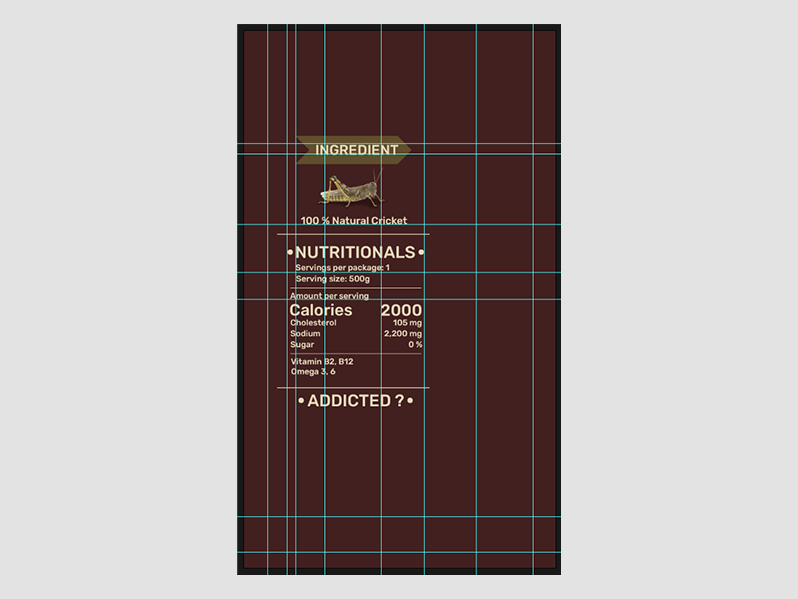 INGREDIENT
100 % Natural Cricket
•NUTRITIONALS•
Servings per package: 1
Serving size: 500g
Amount per serving
Calories 2000
Cholesterol 105 mg
Sodium 2,200 mg
Sugar 0 %
Vitamin B2, B12
Omega 3, 6
• ADDICTED ? •